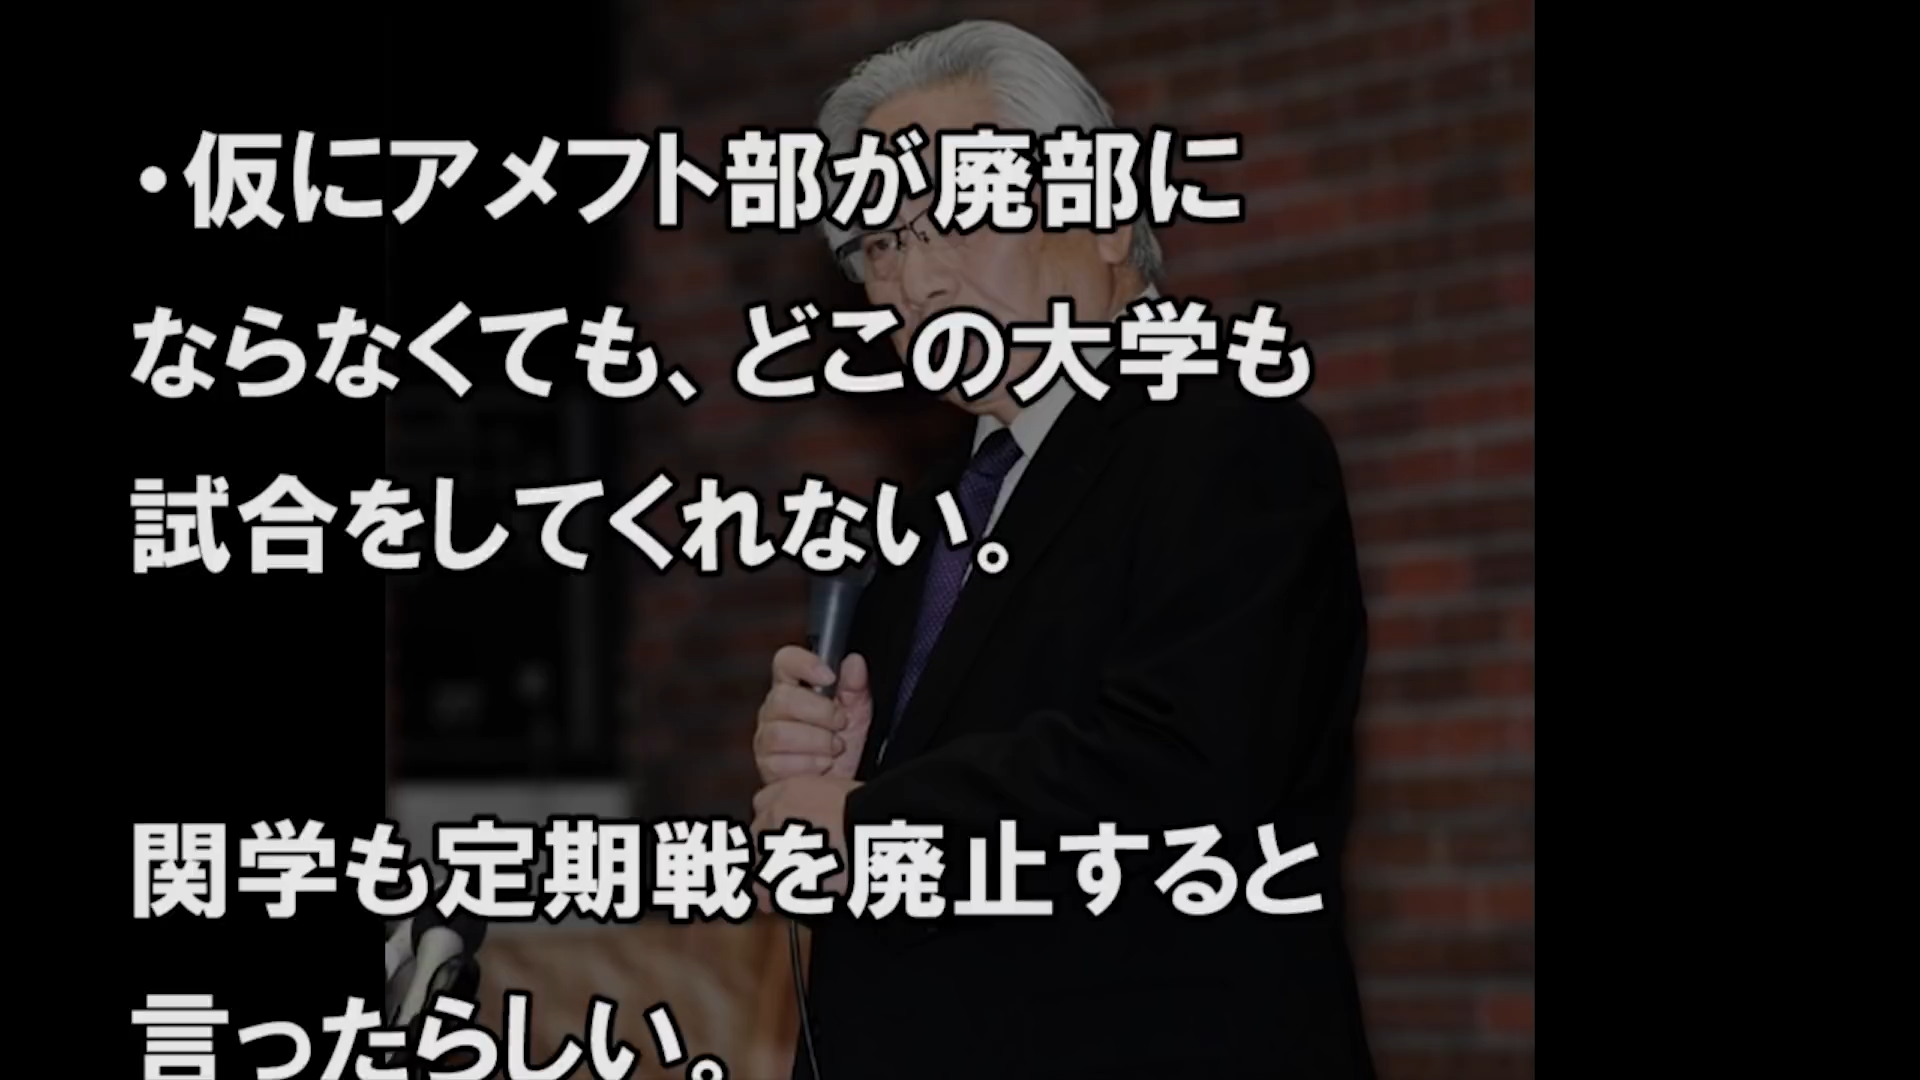 ・仮にアメフト部が廃部に
ならなくても、どこの大学も
試合をしてくれない。
関学も定期戦を廃止すると
言ったらしい。